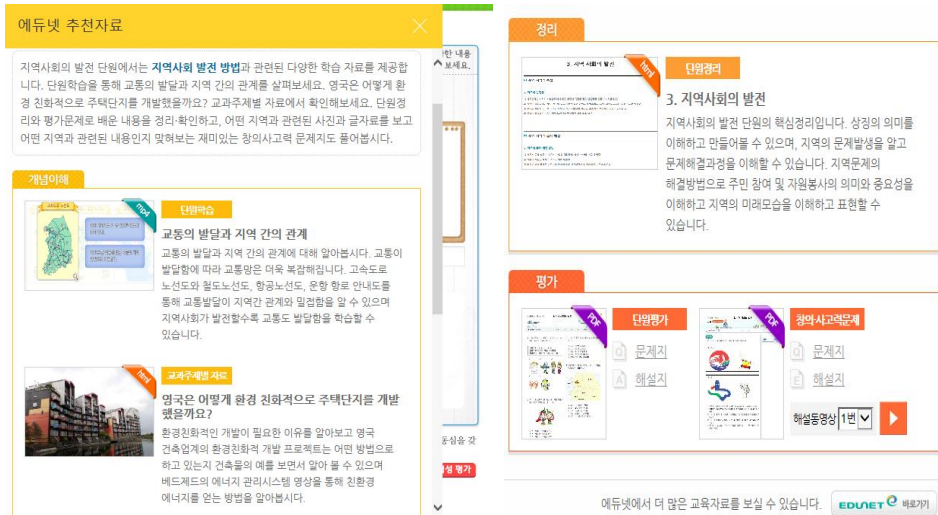 에듀넷 추천자료
지역사회의 발전 단원에서는 지역사회 발전 방법과 관련된 다양한 학습 자료를 제공합
니다. 단원학습을 통해 교통의 발달과 지역 간의 관계를 살펴보세요. 영국은 어떻게 환
경 친화적으로 주택단지를 개발했을까요? 교과주제별 자료에서 확인해보세요. 단원정
리와 평가문제로 배운 내용을 정리·확인하고, 어떤 지역과 관련된 사진과 글자료를 보고
어떤 지역과 관련된 내용인지 맞혀보는 재미있는 창의사고력 문제지도 풀어봅시다.
한 내용
보세요.
개념이해
mp4
단원학습
교통의 발달과 지역 간의 관계
교통의 발달과 지역 간의 관계에 대해 알아봅시다. 교통이
발달함에 따라 교통망은 더욱 복잡해집니다. 고속도로
노선도와 철도노선도, 항공노선도, 운항 항로 안내도를
통해 교통발달이 지역간 관계와 밀접함을 알 수 있으며
지역사회가 발전할수록 교통도 발달함을 학습할 수
있습니다.
html
교과주제별 자료
영국은 어떻게 환경 친화적으로 주택단지를 개발
했을까요?
환경친화적인 개발이 필요한 이유를 알아보고 영국
건축업계의 환경친화적 개발 프로젝트는 어떤 방법으로
하고 있는지 건축물의 예를 보면서 알아 볼 수 있으며
베드제드의 에너지 관리시스템 영상을 통해 친환경
에너지를 얻는 방법을 알아봅시다.
심을 갖
성 평가
정리
3. 지역 사회의 발전
html
단원정리
3. 지역사회의 발전
지역사회의 발전 단원의 핵심정리입니다. 상징의 의미를
이해하고 만들어볼 수 있으며, 지역의 문제발생을 알고
문제해결과정을 이해할 수 있습니다. 지역문제의
해결방법으로 주민 참여 및 자원봉사의 의미와 중요성을
이해하고 지역의 미래모습을 이해하고 표현할 수
있습니다.
평가
PDF
단원평가
Q 문제지
A 해설지
PDF
창의·사고력문제
Q 문제지
E 해설지
해설동영상 1번
에듀넷에서 더 많은 교육자료를 보실 수 있습니다.
EDUNET e 바로가기